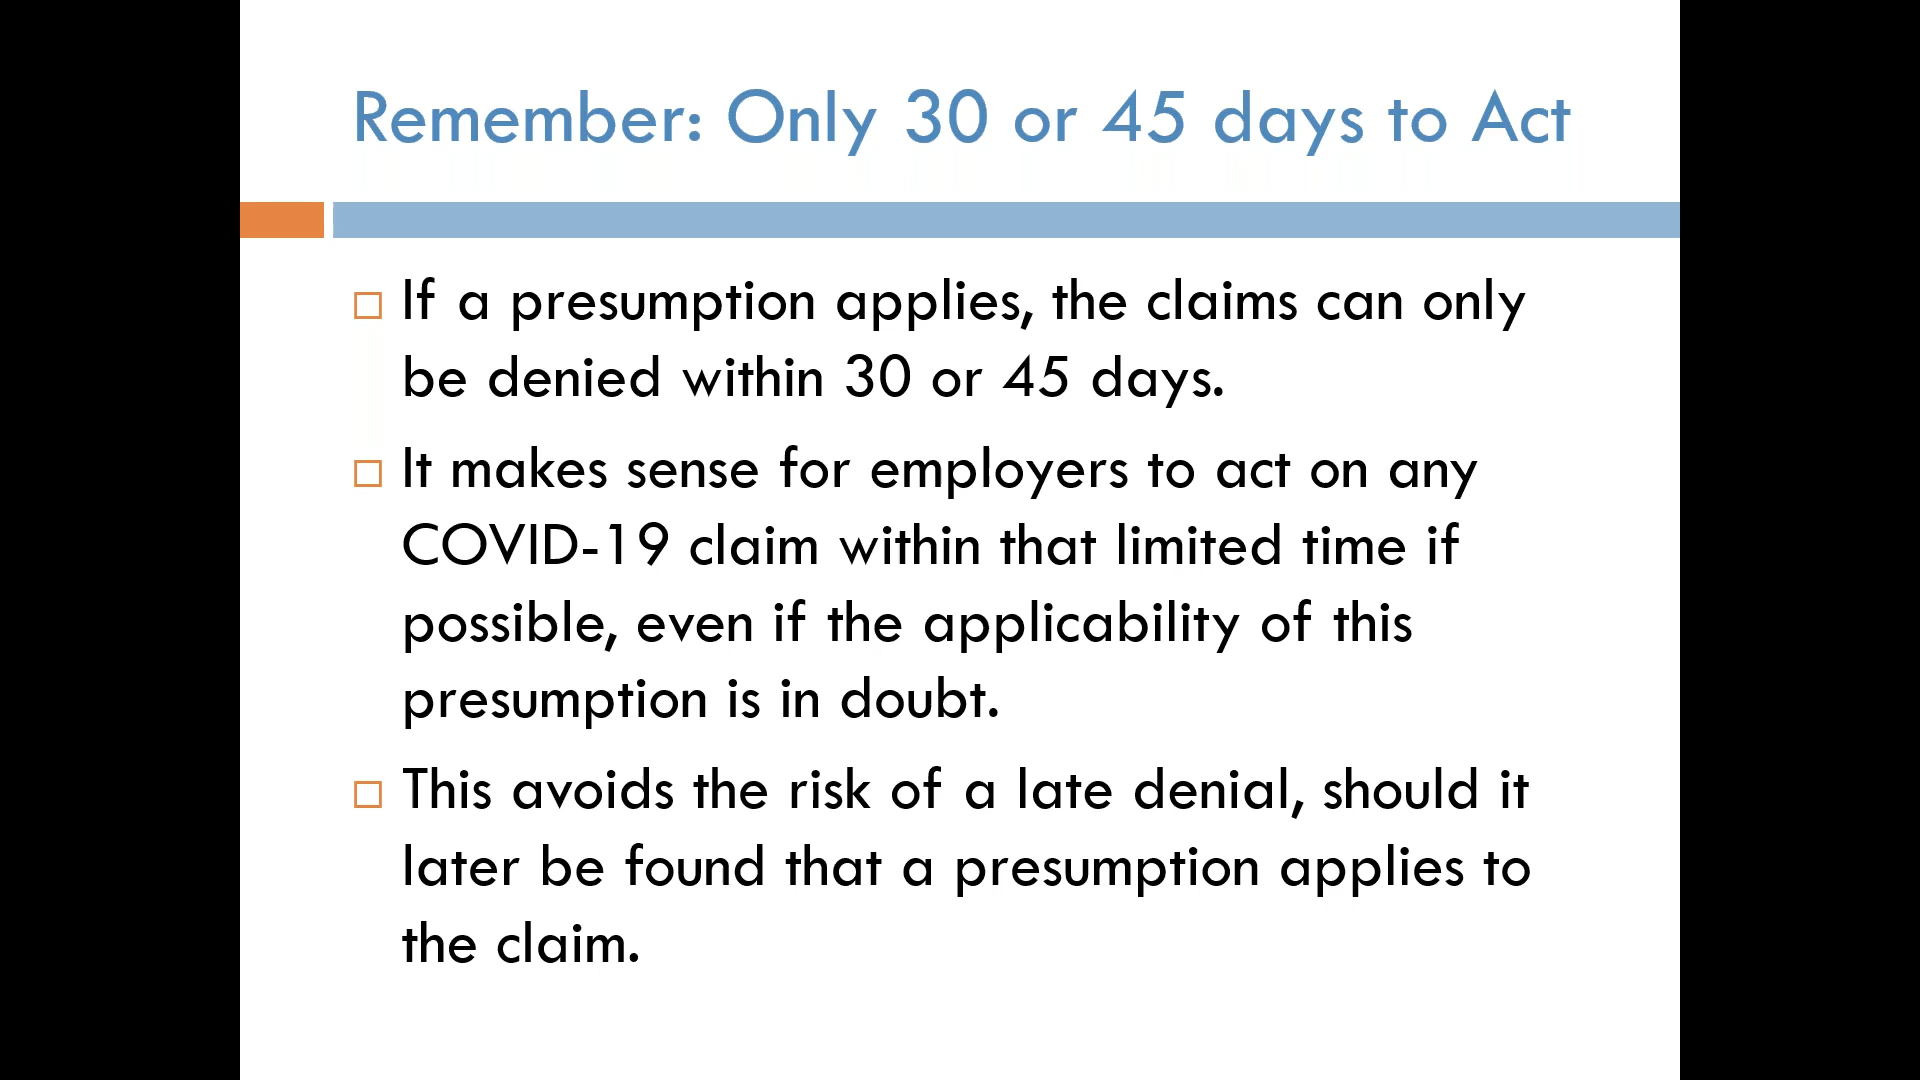 Remember: Only 30 or 45 days to Act
If a presumption applies, the claims can only
be denied within 30 or 45 days.
It makes sense for employers to act on any
COVID-19 claim within that limited time if
possible, even if the applicability of this
presumption is in doubt.
This avoids the risk of a late denial, should it
later be found that a presumption applies to
the claim.